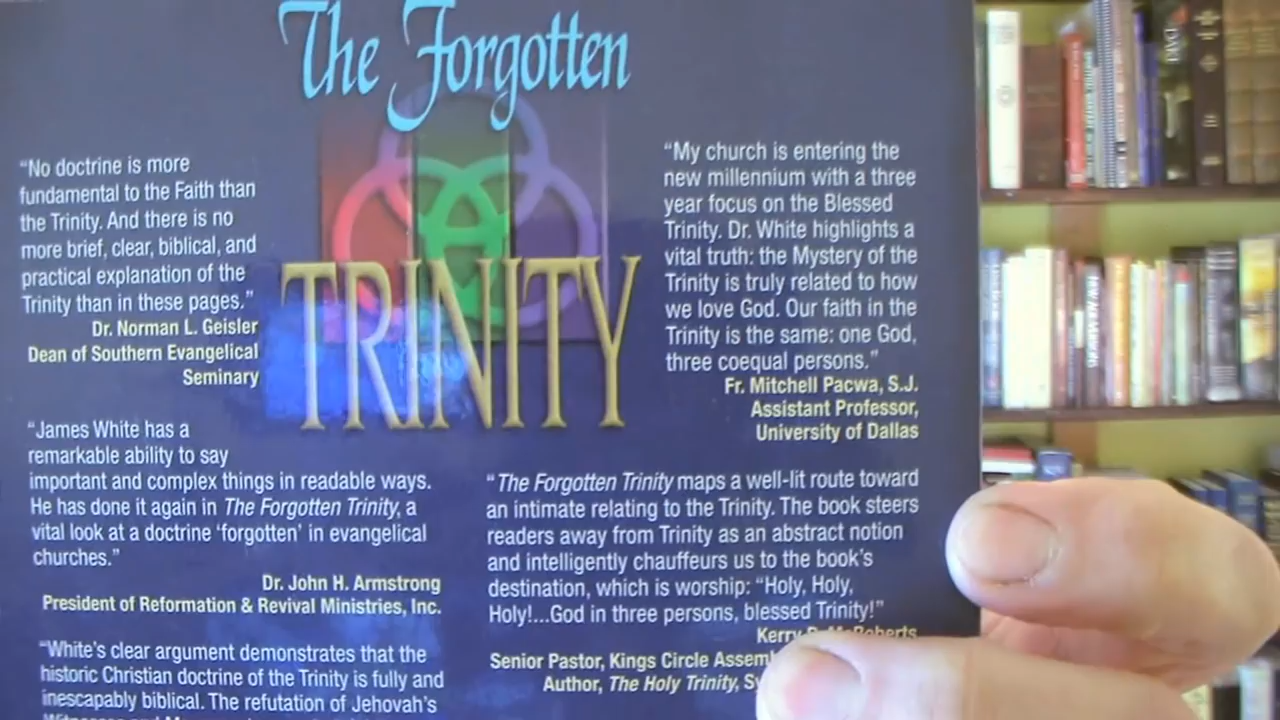 The Forgotten
TRINITY
“No doctrine is more
fundamental to the Faith than
the Trinity. And there is no
more brief, clear, biblical, and
practical explanation of the
Trinity than in these pages.”
Dr. Norman L. Geisler
Dean of Southern Evangelical
Seminary
“James White has a
remarkable ability to say
important and complex things in readable ways.
He has done it again in The Forgotten Trinity, a
vital look at a doctrine ‘forgotten’ in evangelical
churches.”
Dr. John H. Armstrong
President of Reformation & Revival Ministries, Inc.
“White’s clear argument demonstrates that the
historic Christian doctrine of the Trinity is fully and
inescapably biblical. The refutation of Jehovah’s
“My church is entering the
new millennium with a three
year focus on the Blessed
Trinity. Dr. White highlights a
vital truth: the Mystery of the
Trinity is truly related to how
we love God. Our faith in the
Trinity is the same: one God,
three coequal persons.”
Fr. Mitchell Pacwa, S.J.
Assistant Professor,
University of Dallas
“The Forgotten Trinity maps a well-lit route toward
an intimate relating to the Trinity. The book steers
readers away from Trinity as an abstract notion
and intelligently chauffeurs us to the book’s
destination, which is worship: “Holy, Holy,
Holy!...God in three persons, blessed Trinity!”
Kerry
Senior Pastor, Kings Circle
Author, The Holy Trinity,